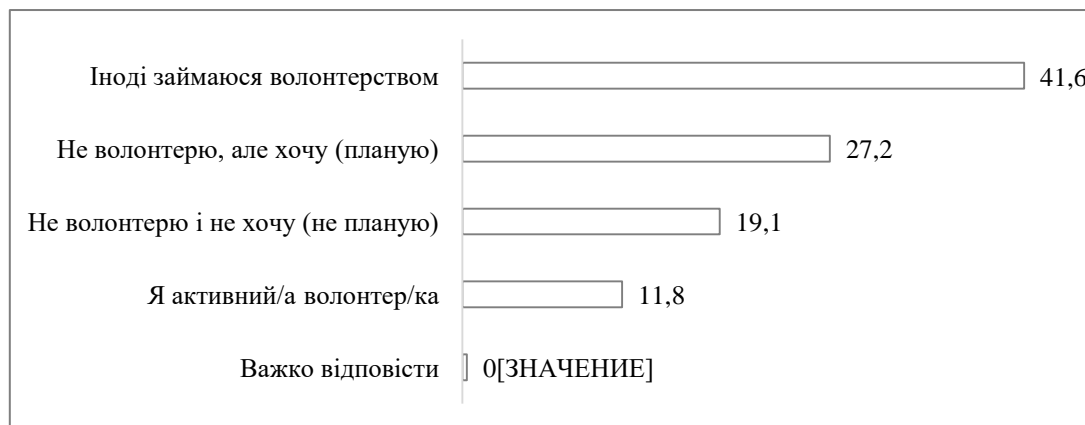 Іноді займаюся волонтерством 41,6
Не волонтерю, але хочу (планую) 27,2
Не волонтерю і не хочу (не планую) 19,1
Я активний/а волонтер/ка 11,8
Важко відповісти 0[ЗНАЧЕНИЕ]